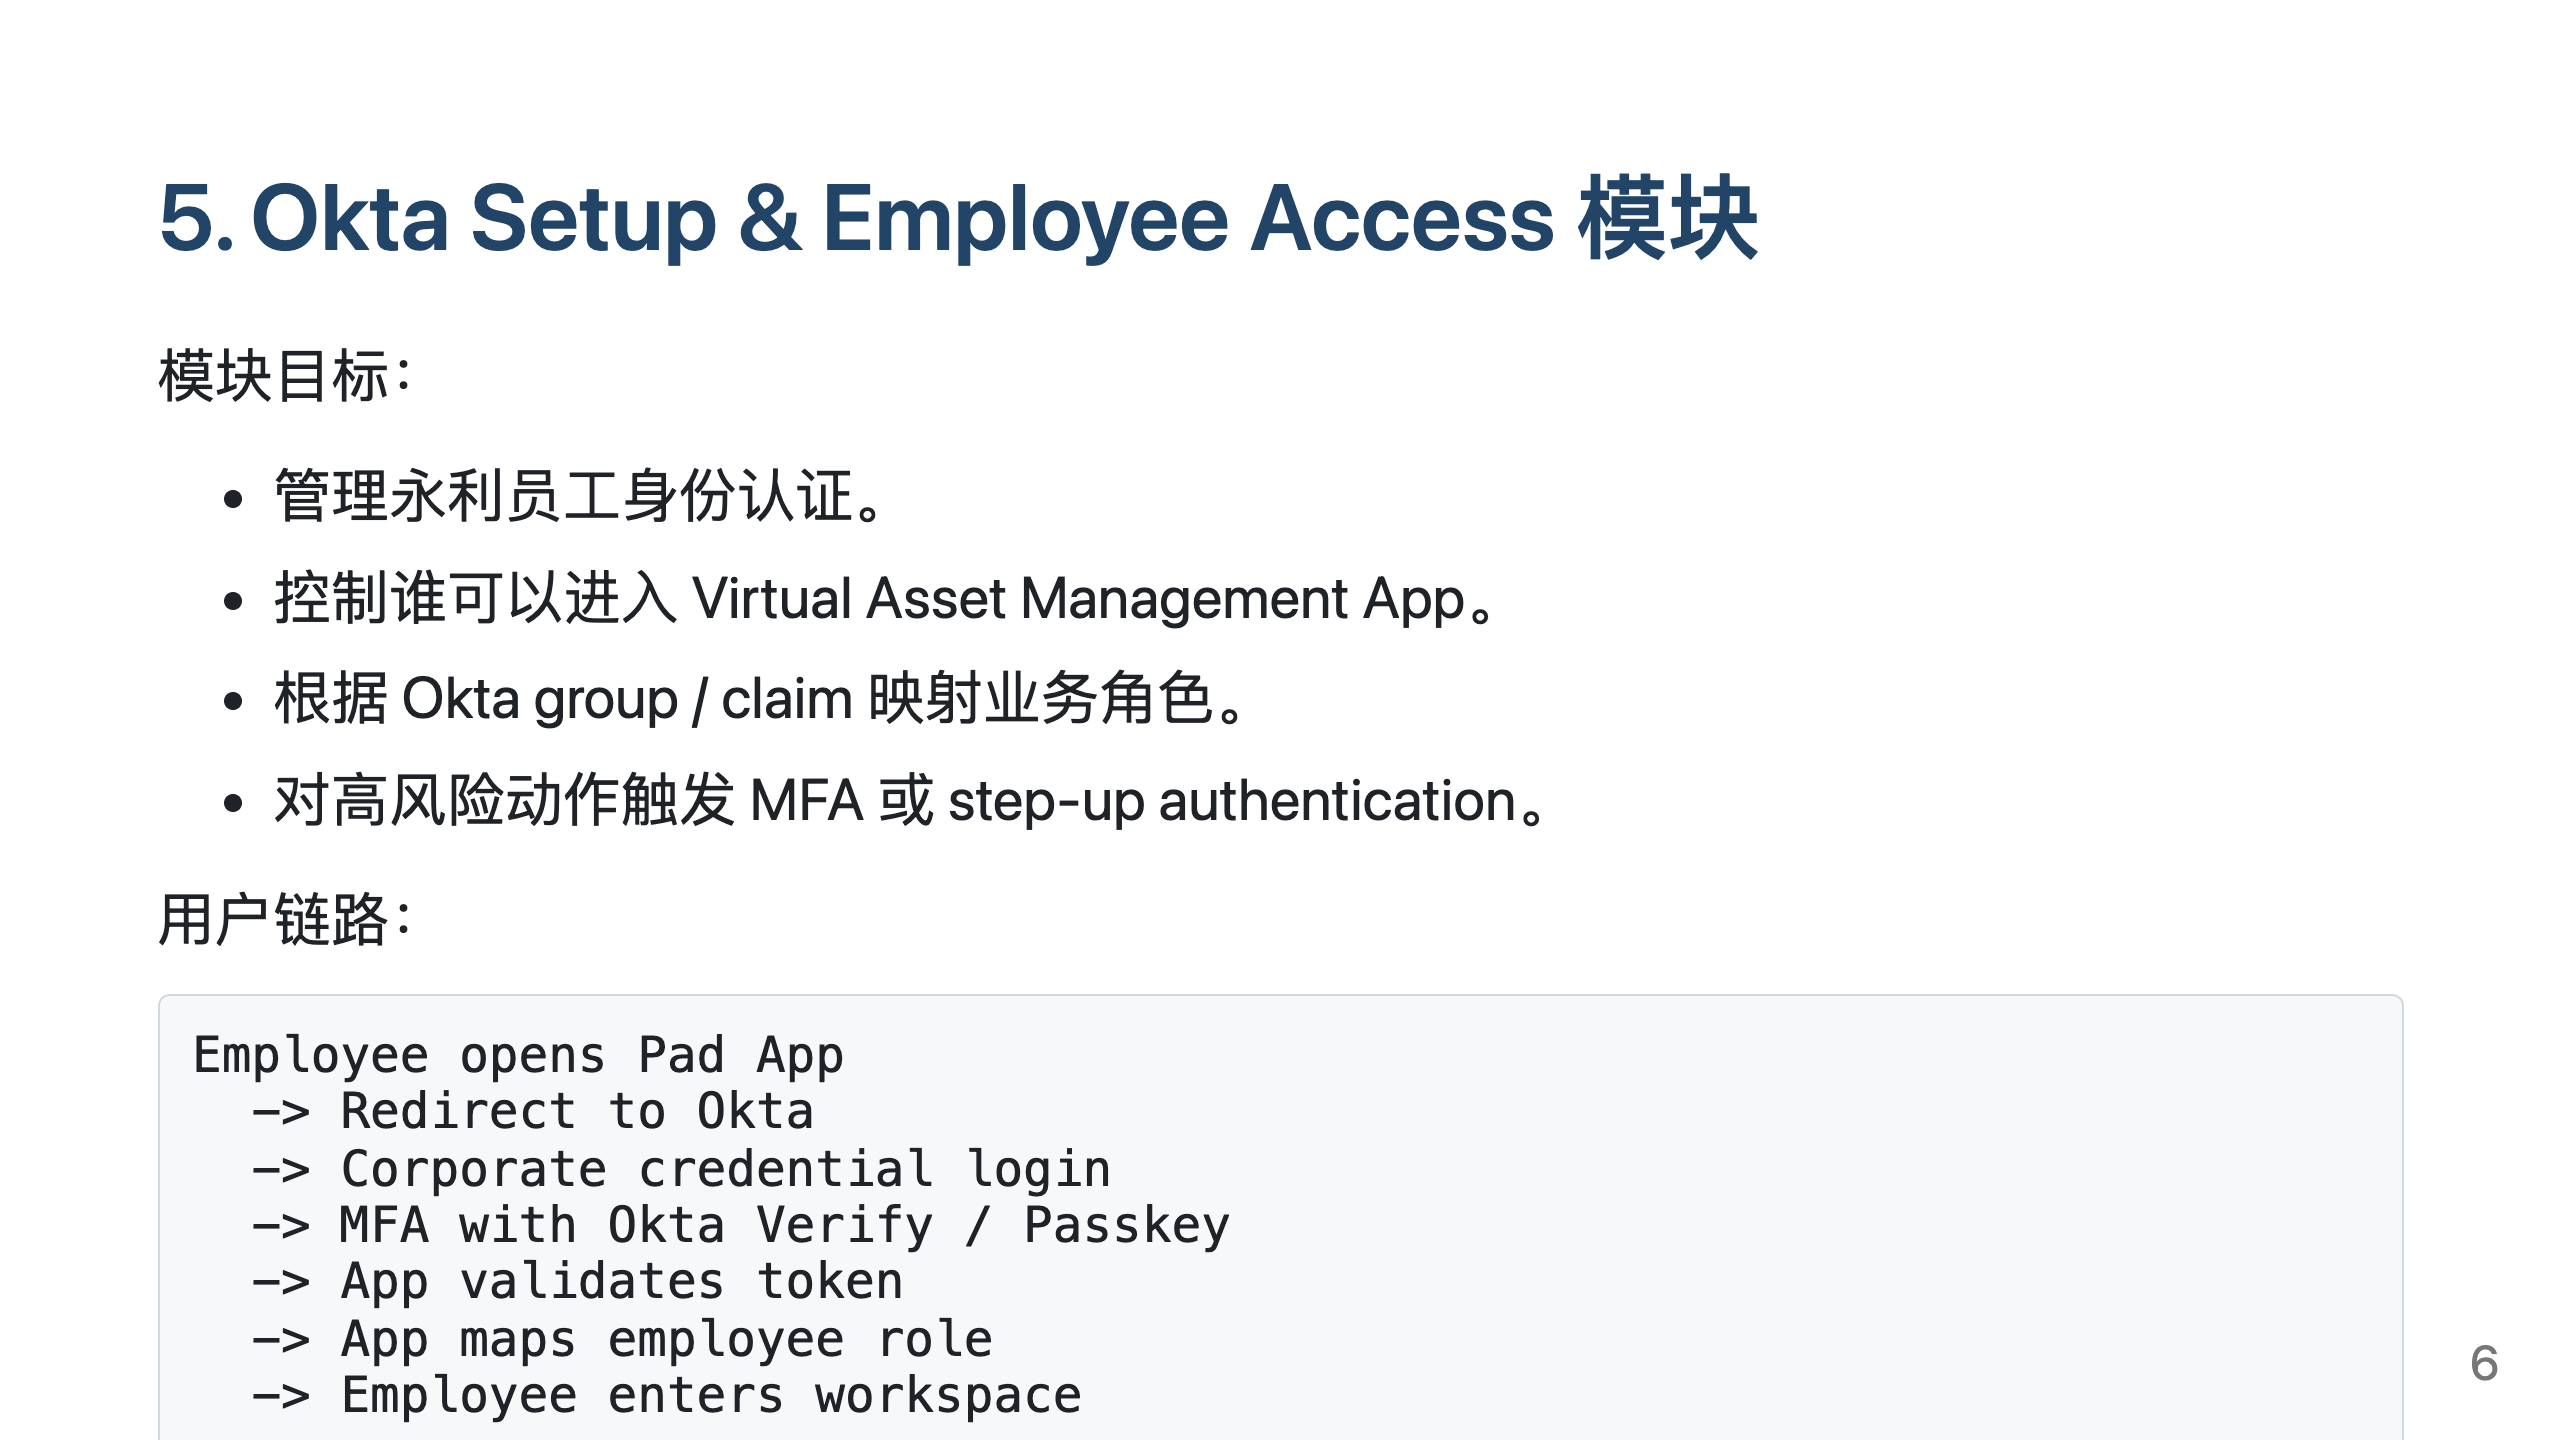 5. Okta Setup & Employee Access 模块
模块目标：
• 管理永利员工身份认证。
• 控制谁可以进入 Virtual Asset Management App。
• 根据 Okta group / claim 映射业务角色。
• 对高风险动作触发 MFA 或 step-up authentication。
用户链路：
Employee opens Pad App
  -> Redirect to Okta
  -> Corporate credential login
  -> MFA with Okta Verify / Passkey
  -> App validates token
  -> App maps employee role
  -> Employee enters workspace
6